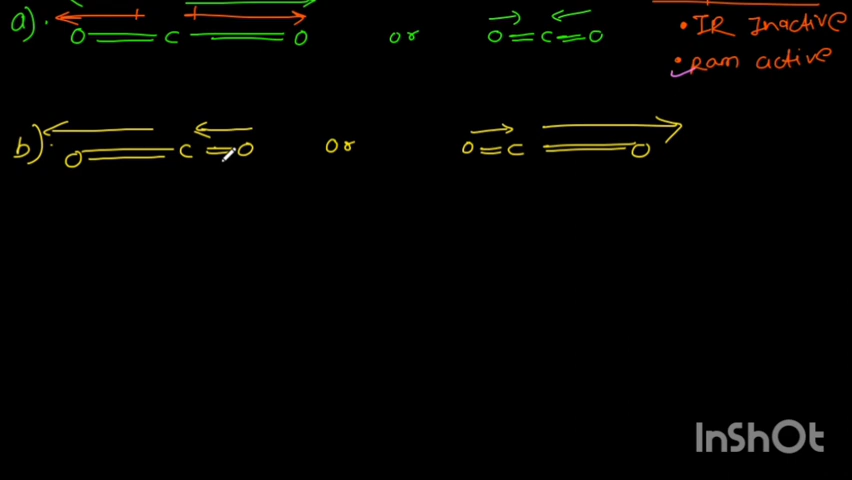 a). O=C=O or O=C=O
• IR Inactive
• Ram active
b). O=C=O or O=C=O
InShOt